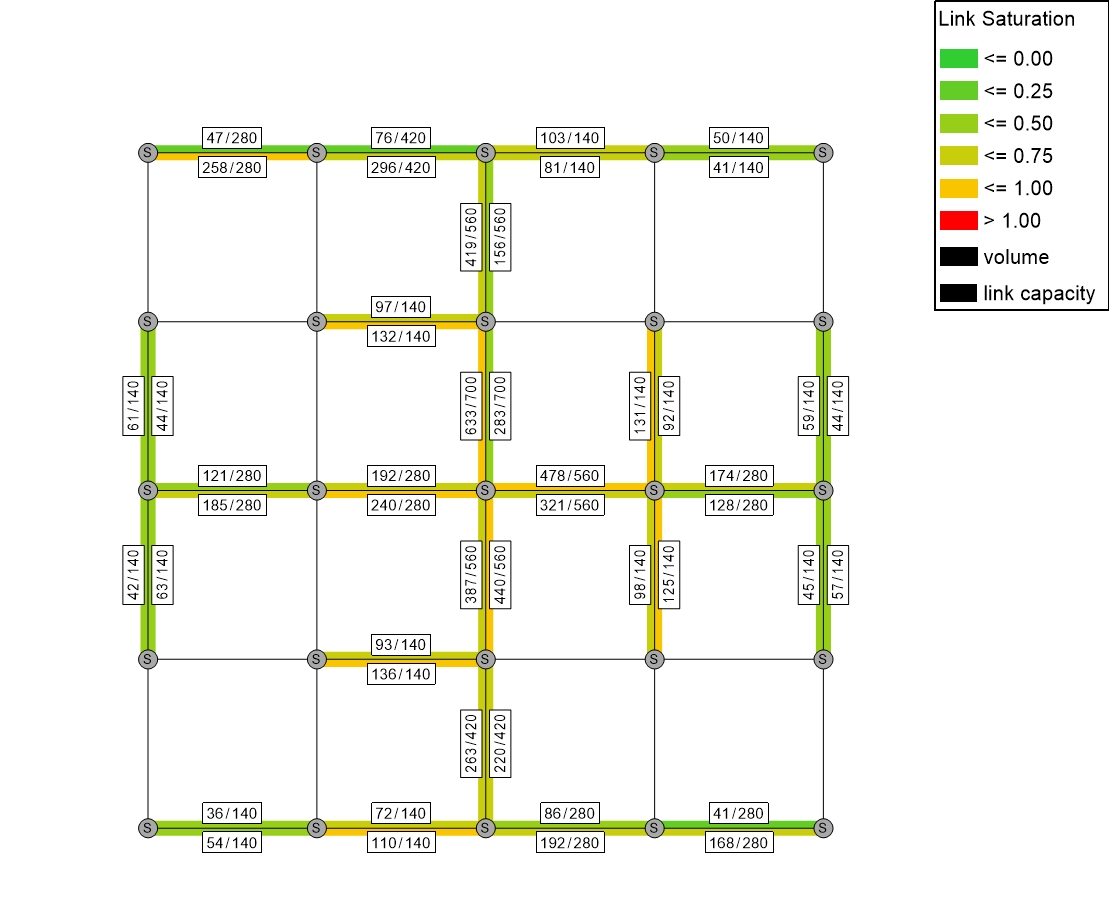 Link Saturation
<= 0.00
<= 0.25
<= 0.50
<= 0.75
<= 1.00
> 1.00
volume
link capacity
47/280
76/420
103/140
50/140
S
S
S
S
S
258/280
296/420
81/140
41/140
419/560
156/560
97/140
S
S
S
S
S
132/140
61/140
44/140
633/700
283/700
131/140
92/140
59/140
44/140
121/280
192/280
478/560
174/280
S
S
S
S
S
185/280
240/280
321/560
128/280
42/140
63/140
387/560
440/560
98/140
125/140
45/140
57/140
93/140
S
S
S
S
S
136/140
263/420
220/420
36/140
72/140
86/280
41/280
S
S
S
S
S
54/140
110/140
192/280
168/280